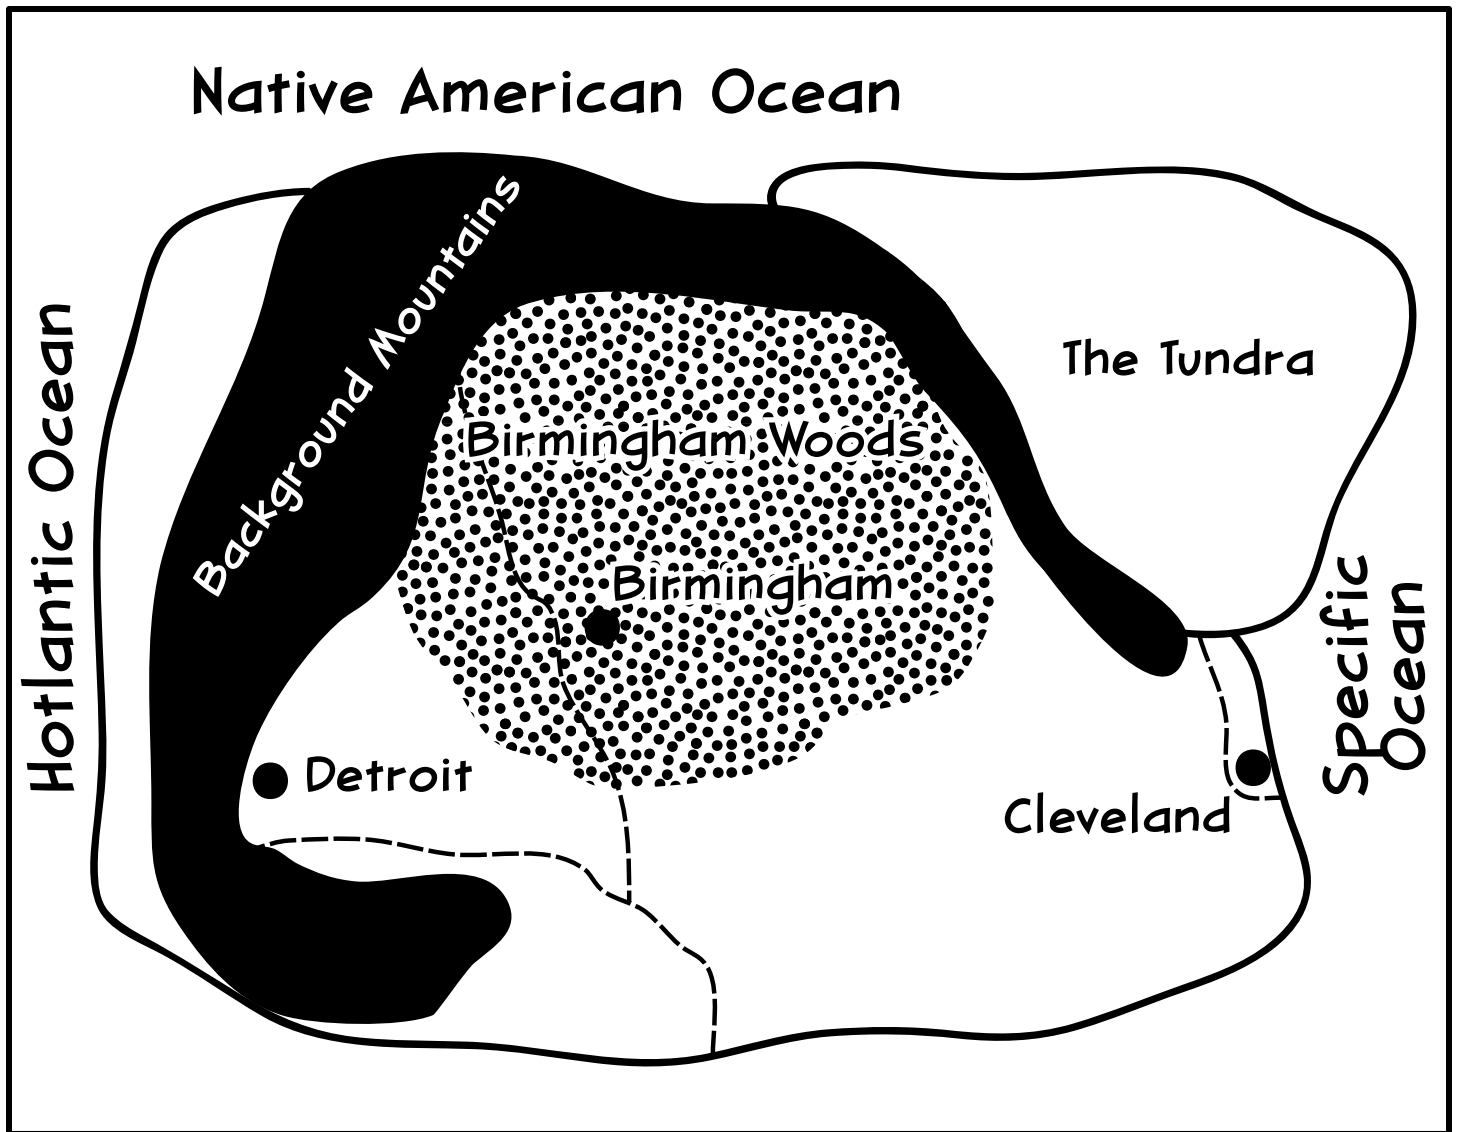 Native American Ocean
Background Mountains
The Tundra
Hotlantic Ocean
Birmingham Woods
Birmingham
Specific
Ocean
Detroit
Cleveland